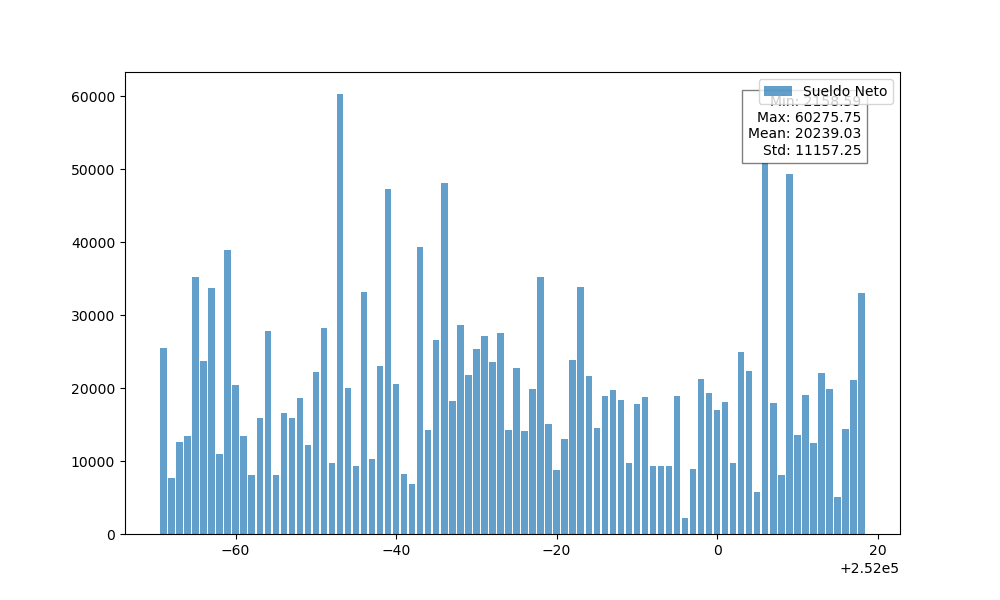 60000
50000
40000
30000
20000
10000
0
Sueldo Neto
Min: 2158.59
Max: 60275.75
Mean: 20239.03
Std: 11157.25
−60
−40
−20
0
20
+2.52e5